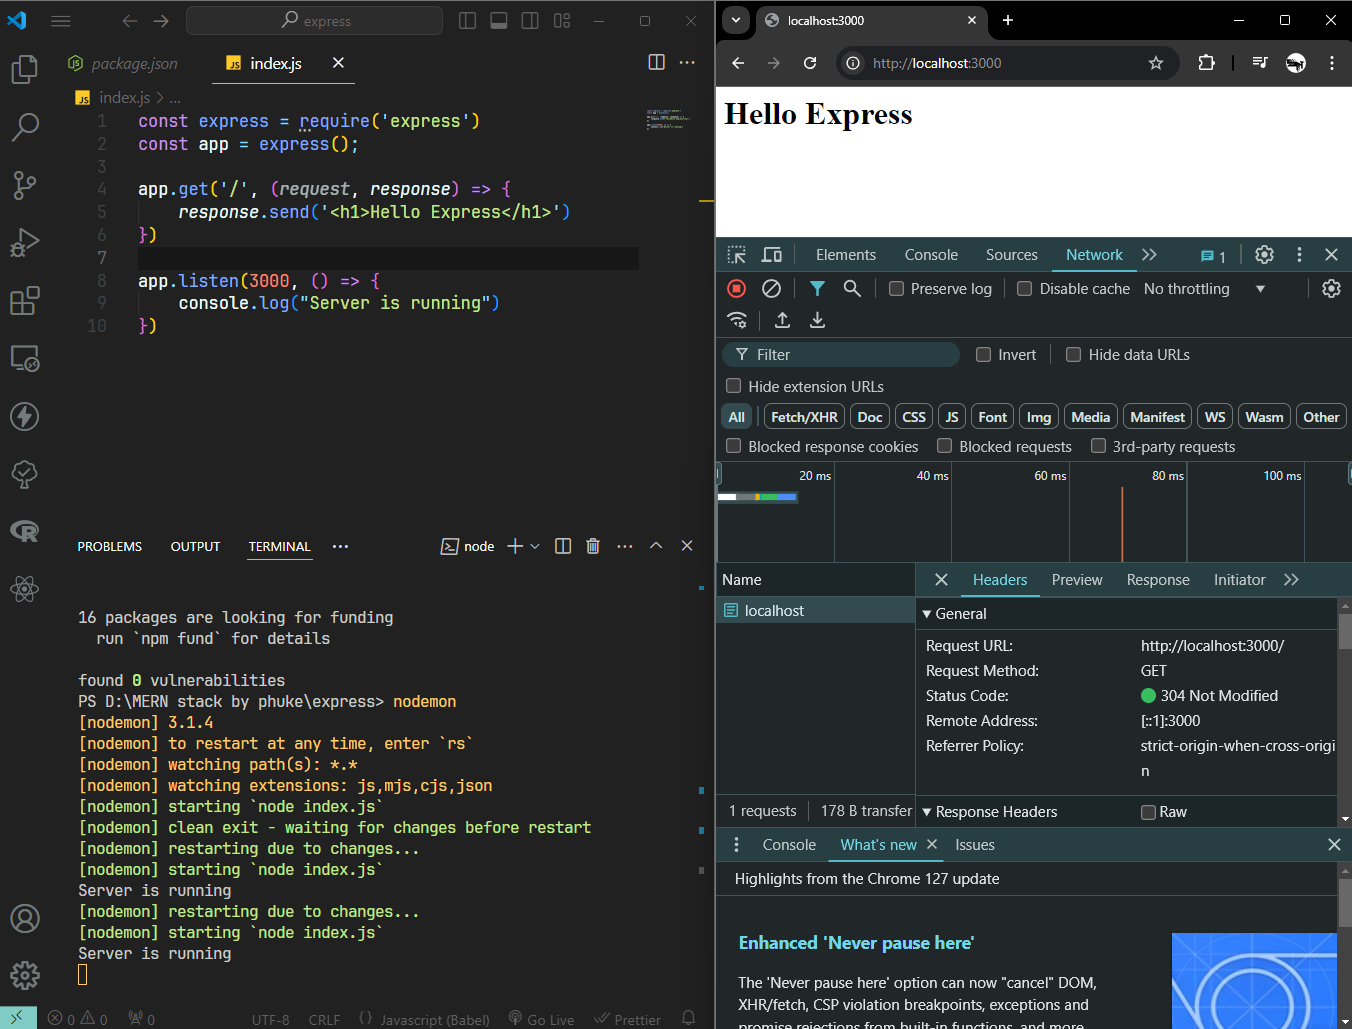 express
package.json
index.js
index.js > ...
1 const express = require('express')
2 const app = express();
3
4 app.get('/', (request, response) => {
5 response.send('<h1>Hello Express</h1>')
6 })
7
8 app.listen(3000, () => {
9 console.log("Server is running")
10 })
PROBLEMS OUTPUT TERMINAL ... node
16 packages are looking for funding
run `npm fund` for details
found 0 vulnerabilities
PS D:\MERN stack by phuke\express> nodemon
[nodemon] 3.1.4
[nodemon] to restart at any time, enter `rs`
[nodemon] watching path(s): *.*
[nodemon] watching extensions: js,mjs,cjs,json
[nodemon] starting `node index.js`
[nodemon] clean exit - waiting for changes before restart
[nodemon] restarting due to changes...
[nodemon] starting `node index.js`
Server is running
[nodemon] restarting due to changes...
[nodemon] starting `node index.js`
Server is running
0 0 0 UTF-8 CRLF {} Javascript (Babel) Go Live Prettier
localhost:3000
http://localhost:3000
Hello Express
Elements Console Sources Network 1
Preserve log Disable cache No throttling
Filter Invert Hide data URLs
Hide extension URLs
All Fetch/XHR Doc CSS JS Font Img Media Manifest WS Wasm Other
Blocked response cookies Blocked requests 3rd-party requests
20 ms 40 ms 60 ms 80 ms 100 ms
Name
localhost
1 requests 178 B transfer
Headers Preview Response Initiator
General
Request URL: http://localhost:3000/
Request Method: GET
Status Code: 304 Not Modified
Remote Address: [::1]:3000
Referrer Policy: strict-origin-when-cross-origi
n
Response Headers Raw
Console What's new Issues
Highlights from the Chrome 127 update
Enhanced 'Never pause here'
The 'Never pause here' option can now "cancel" DOM,
XHR/fetch, CSP violation breakpoints, exceptions and
promise rejections from built-in functions, and more.